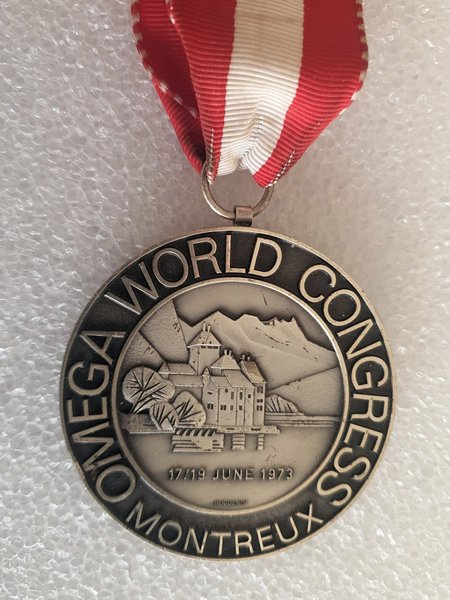 OMEGA WORLD CONGRESS
MONTREUX
17/19 JUNE 1973